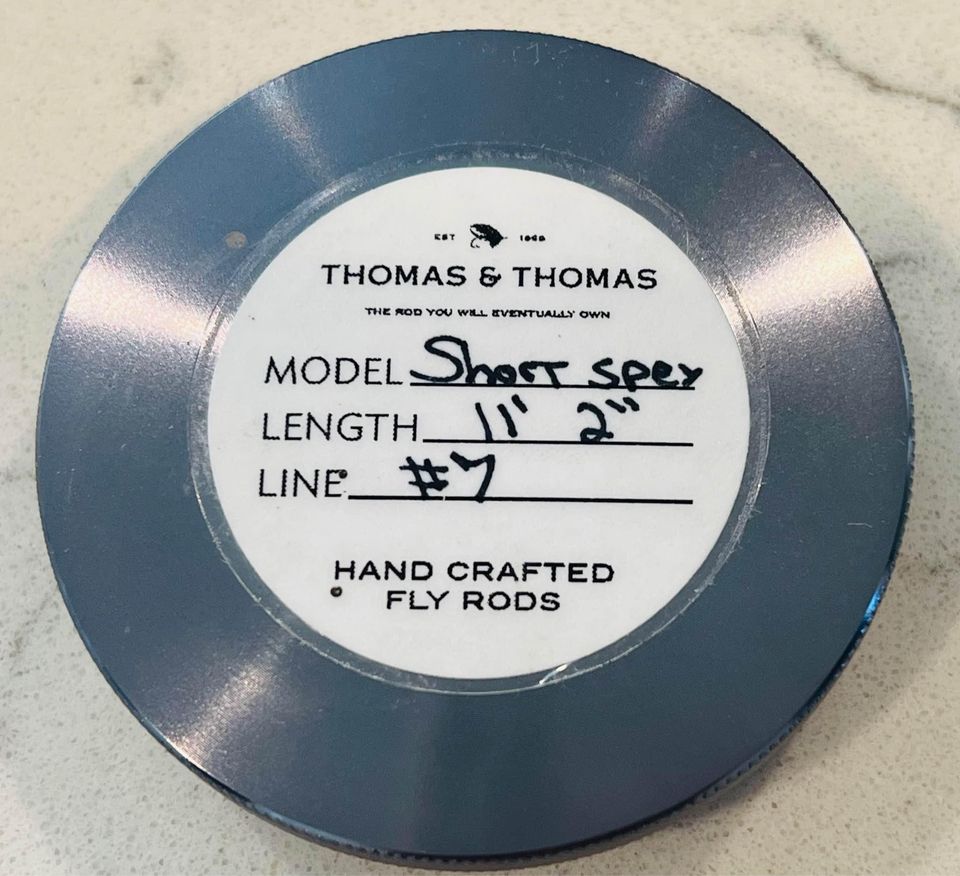 EST 1969
THOMAS & THOMAS
THE ROD YOU WILL EVENTUALLY OWN
MODEL Short spey
LENGTH 11' 2"
LINE #7
HAND CRAFTED
FLY RODS